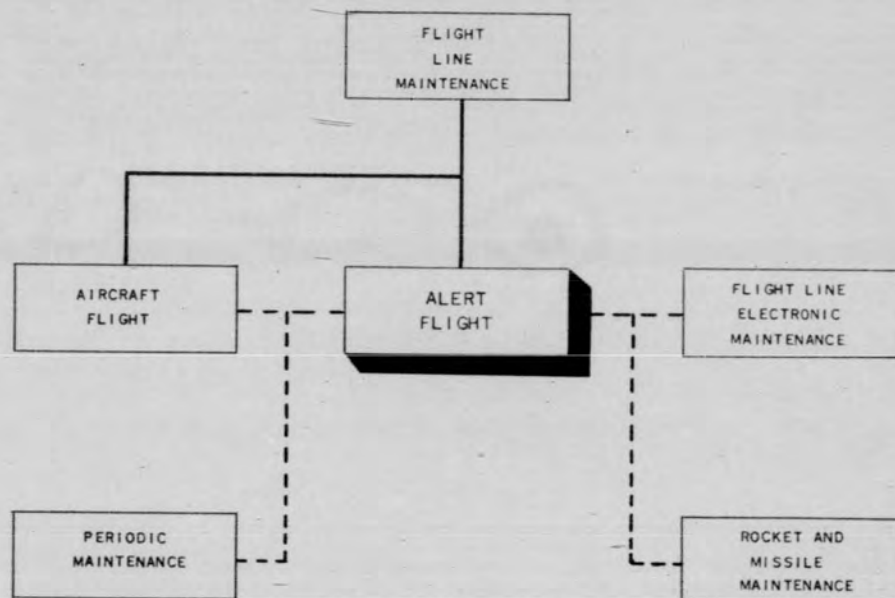 FLIGHT
LINE
MAINTENANCE
AIRCRAFT
FLIGHT
ALERT
FLIGHT
FLIGHT LINE
ELECTRONIC
MAINTENANCE
PERIODIC
MAINTENANCE
ROCKET AND
MISSILE
MAINTENANCE